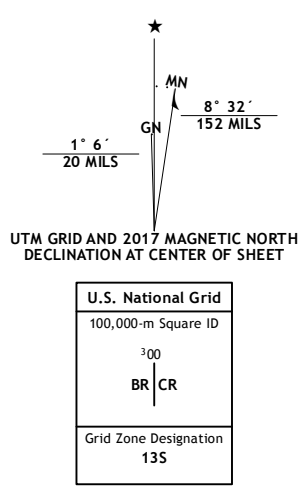 MN
8° 32´
152 MILS
GN
1° 6´
20 MILS
UTM GRID AND 2017 MAGNETIC NORTH
DECLINATION AT CENTER OF SHEET
U.S. National Grid
100,000-m Square ID
³00
BR CR
Grid Zone Designation
13S